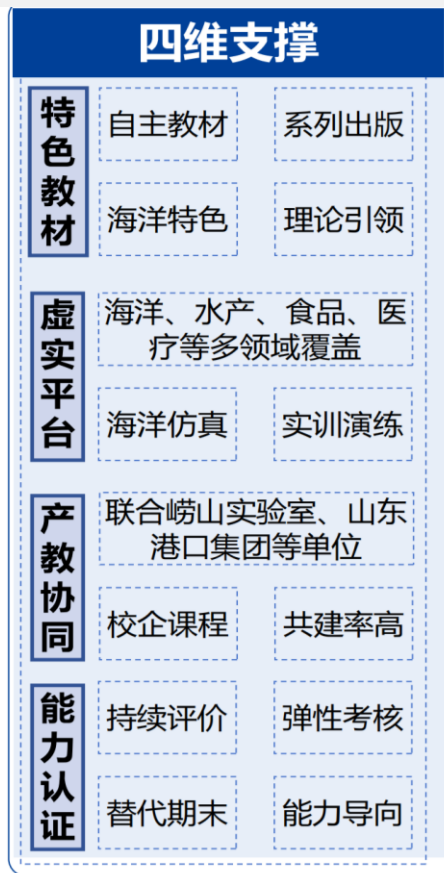 四维支撑
特色教材
自主教材
系列出版
海洋特色
理论引领
虚实平台
海洋、水产、食品、医
疗等多领域覆盖
海洋仿真
实训演练
产教协同
联合崂山实验室、山东
港口集团等单位
校企课程
共建率高
能力认证
持续评价
弹性考核
替代期末
能力导向